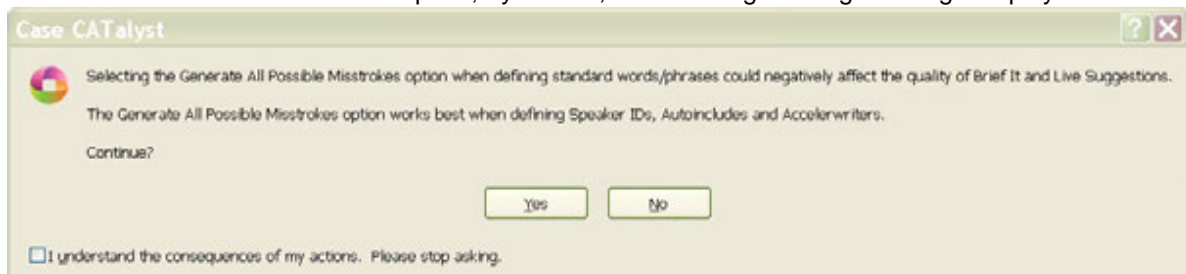 Case CATalyst
Selecting the Generate All Possible Misstrokes option when defining standard words/phrases could negatively affect the quality of Brief It and Live Suggestions.
The Generate All Possible Misstrokes option works best when defining Speaker IDs, Autoincludes and Accelerwriters.
Continue?
Yes No
I understand the consequences of my actions. Please stop asking.